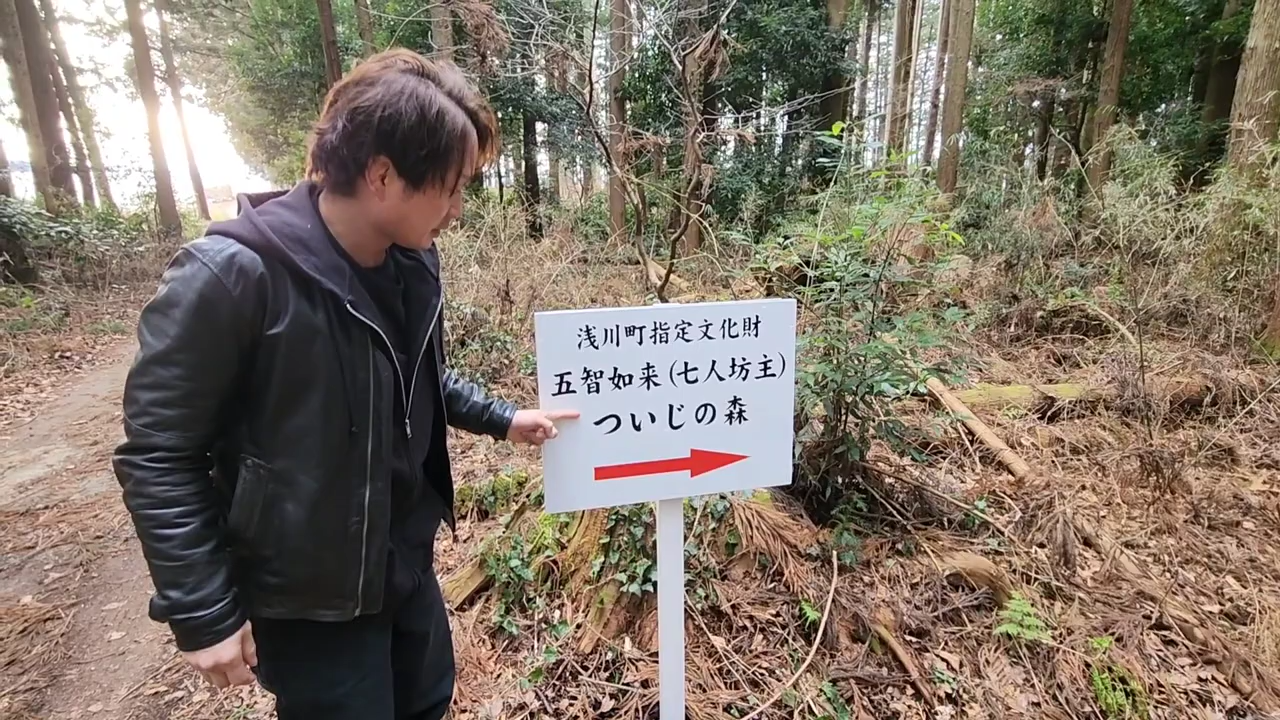 浅川町指定文化財
五智如来(七人坊主)
ついじの森